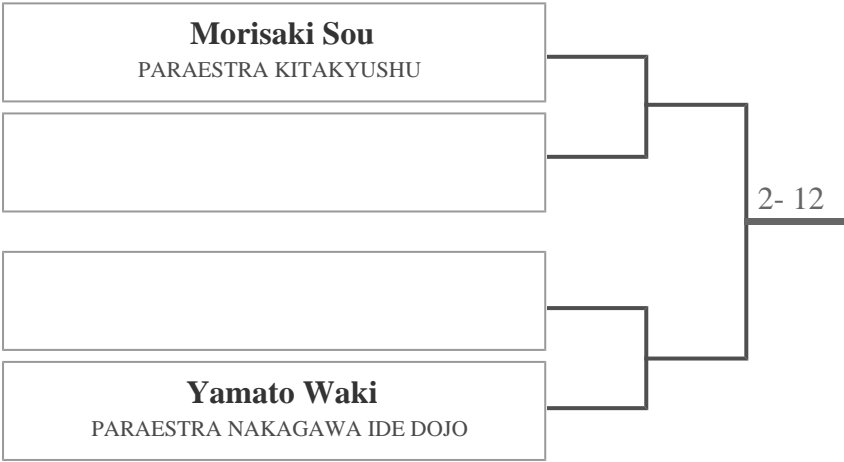 Morisaki Sou
PARAESTRA KITAKYUSHU
2- 12
Yamato Waki
PARAESTRA NAKAGAWA IDE DOJO